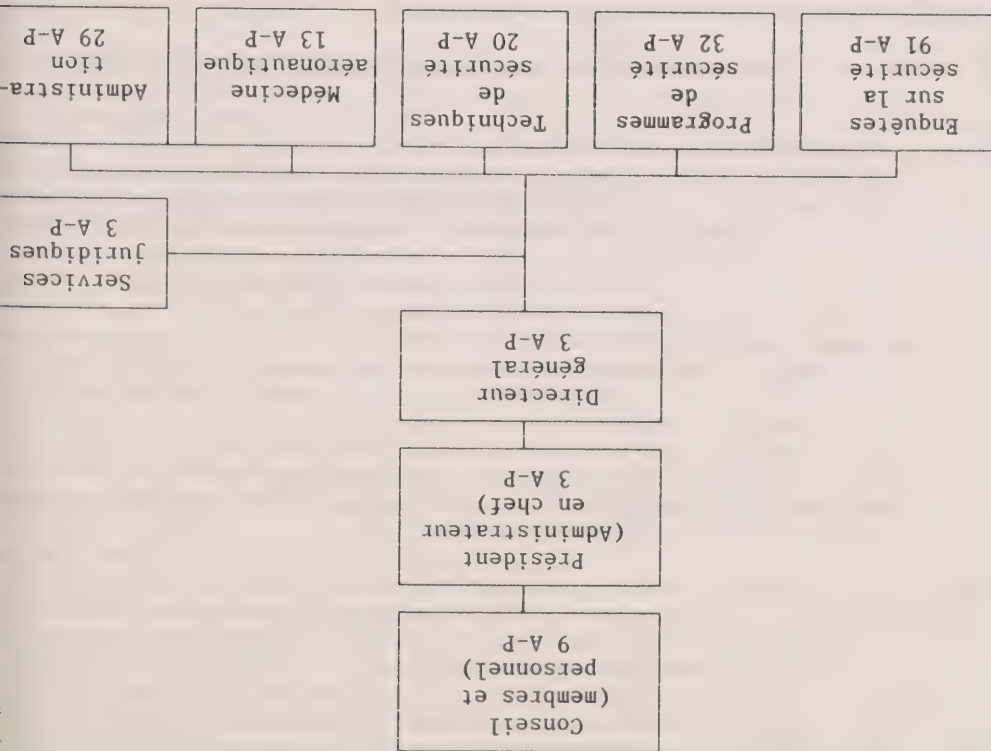 Conseil
(membres et
personnel)
9 A-P
Président
(Administrateur
en chef)
3 A-P
Directeur
général
3 A-P
Services
juridiques
3 A-P
Enquêtes
sur la
sécurité
91 A-P
Programmes
de
sécurité
32 A-P
Techniques
de
sécurité
20 A-P
Médecine
aéronautique
13 A-P
Administra-
tion
29 A-P